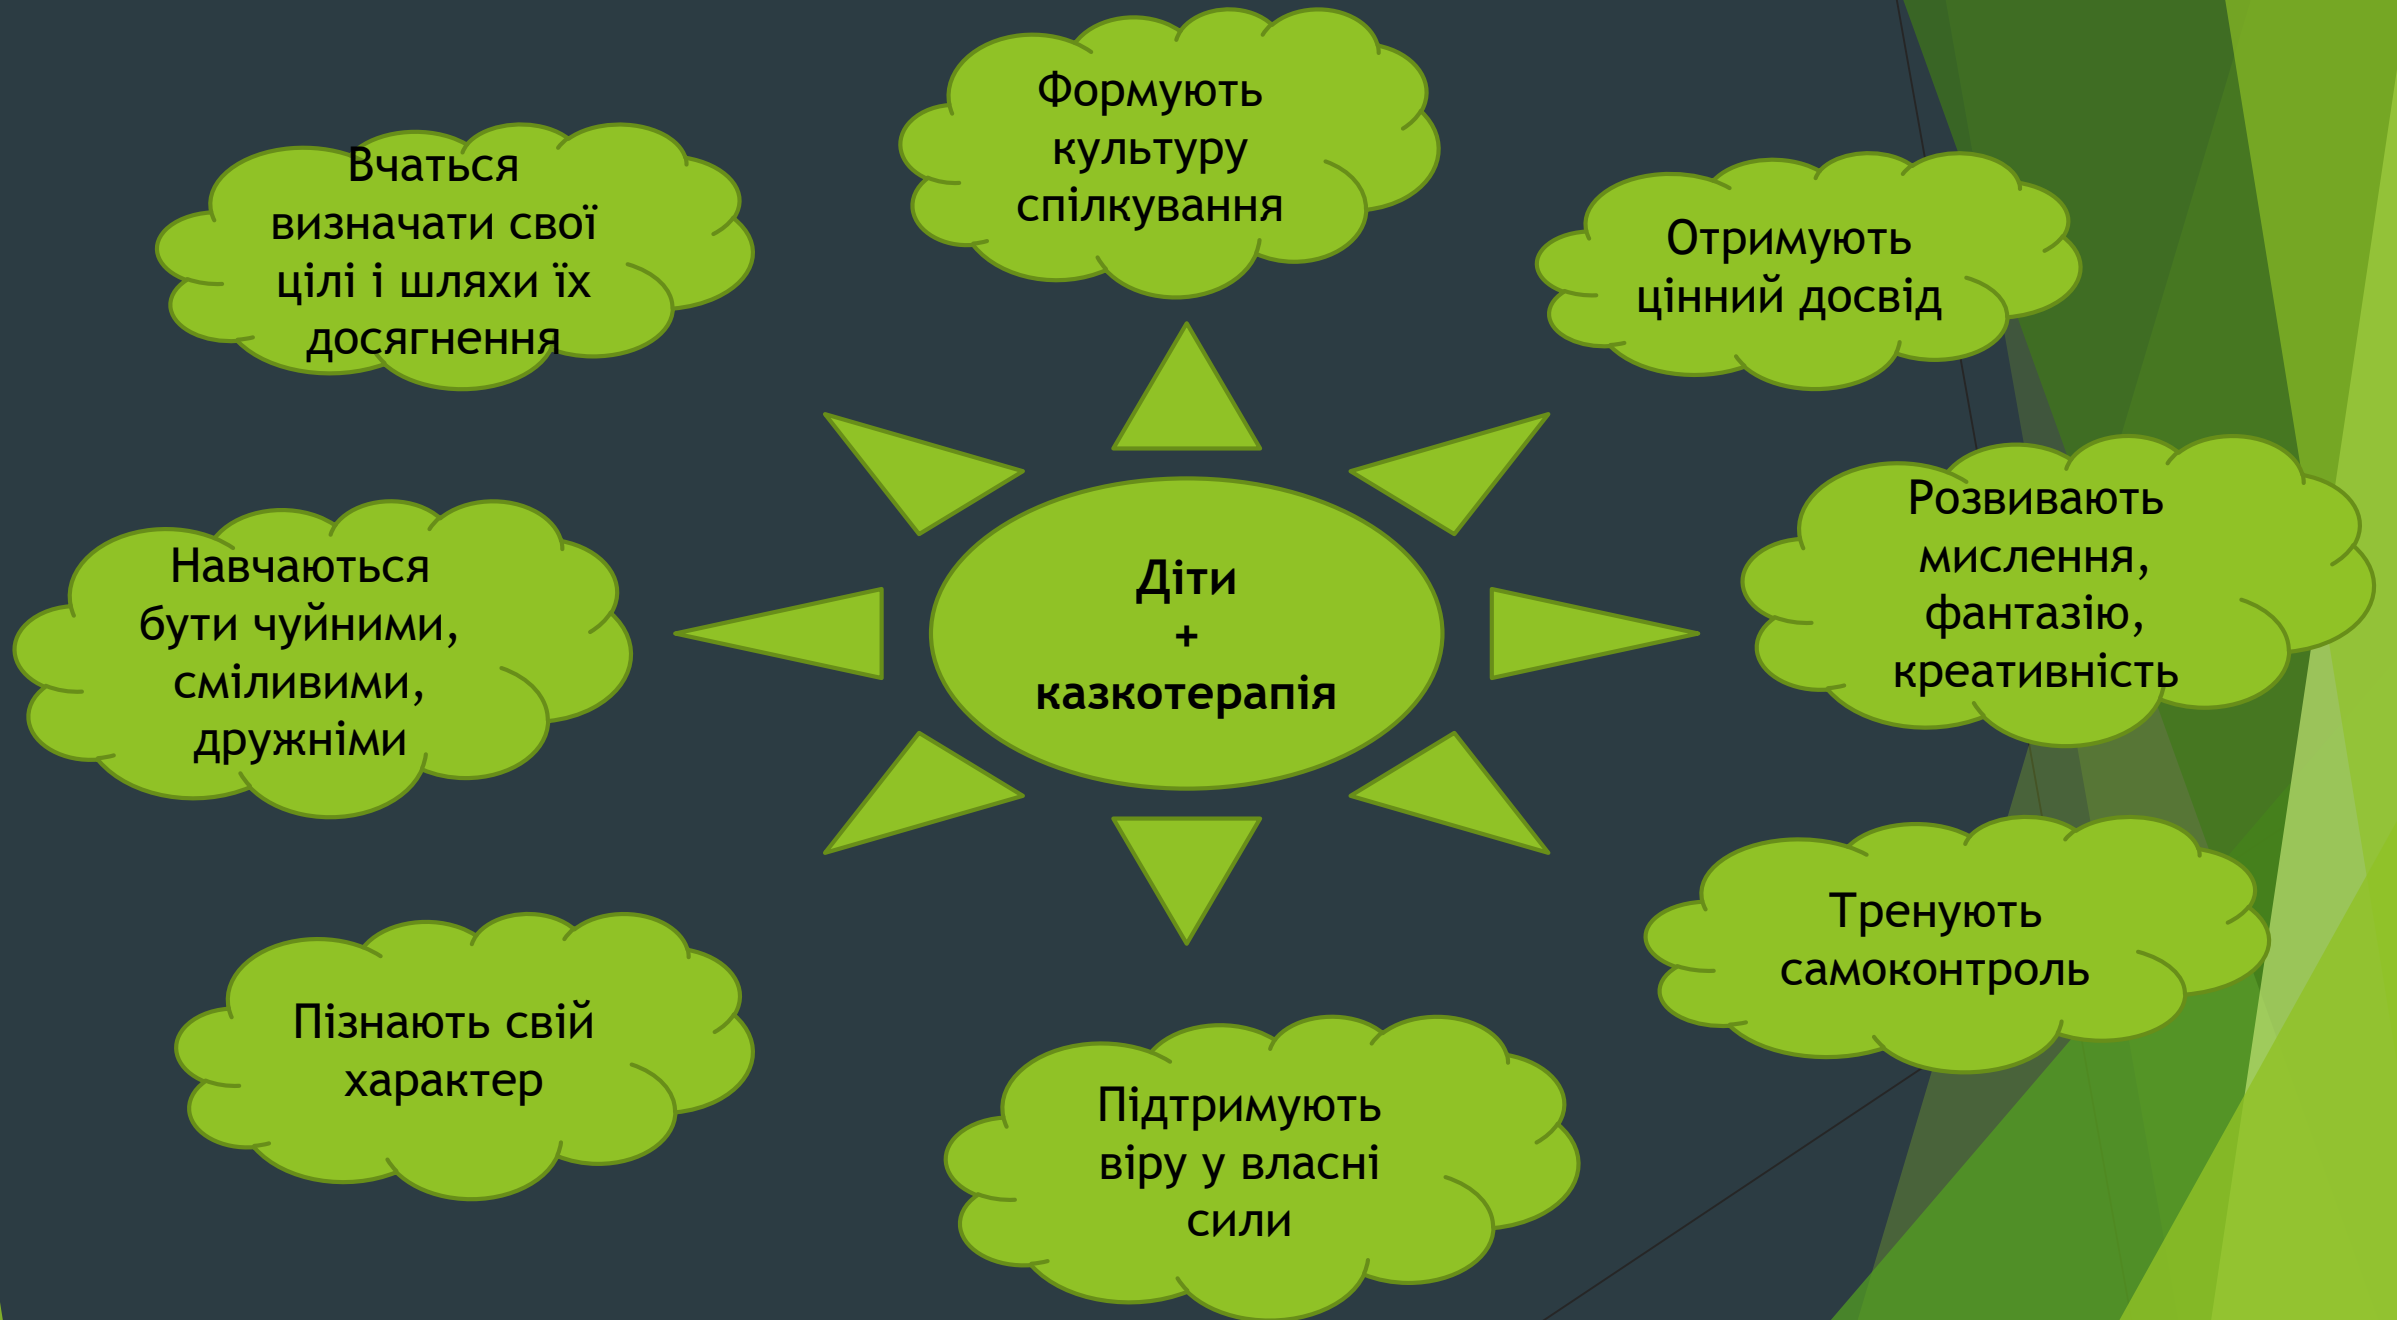 Формують
культуру
спілкування
Вчаться
визначати свої
цілі і шляхи їх
досягнення
Отримують
цінний досвід
Розвивають
мислення,
фантазію,
креативність
Навчаються
бути чуйними,
сміливими,
дружніми
Діти
+
казкотерапія
Тренують
самоконтроль
Пізнають свій
характер
Підтримують
віру у власні
сили